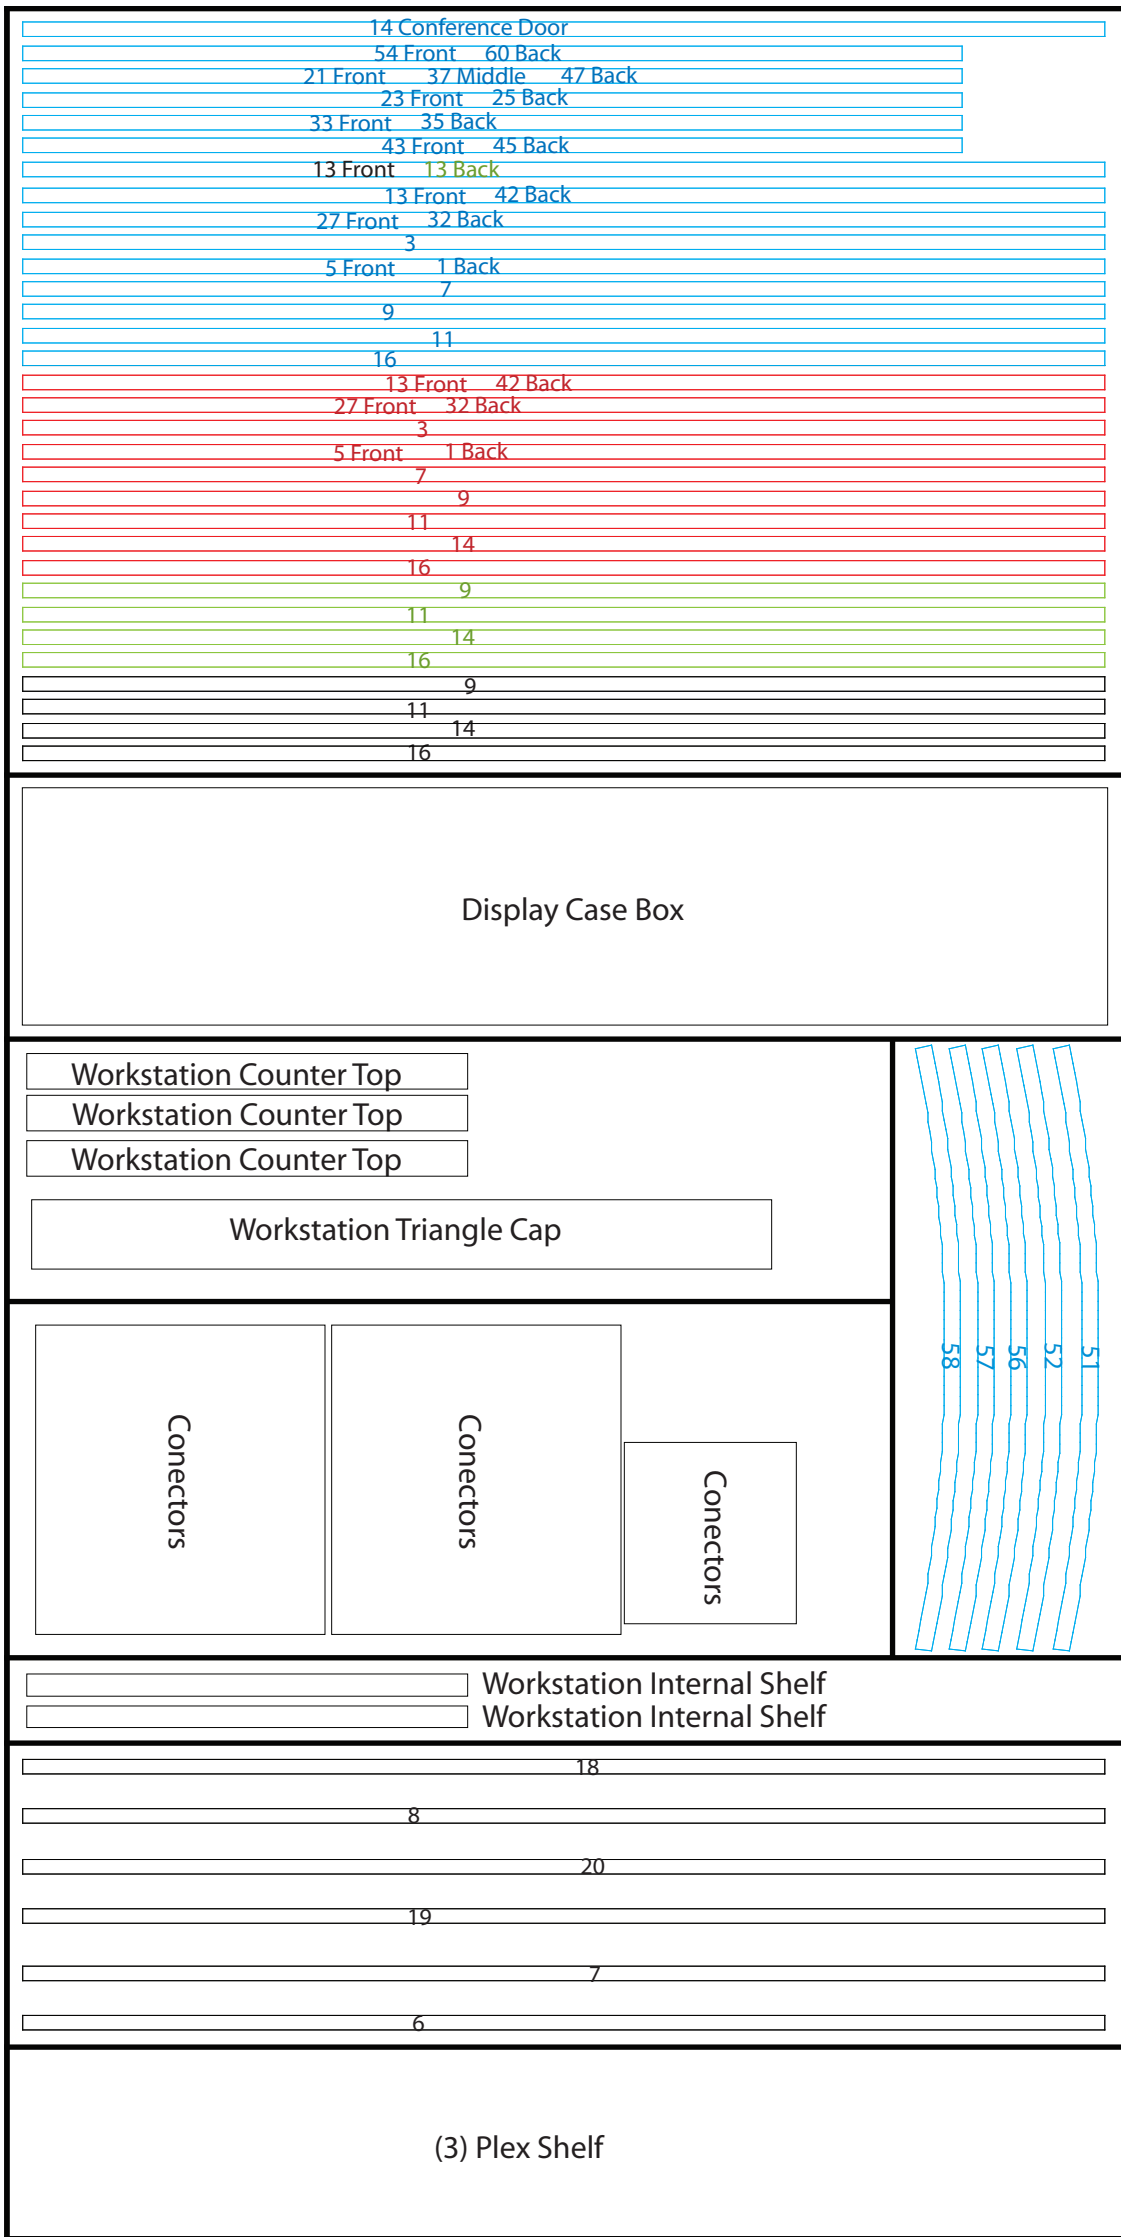 14 Conference Door
54 Front 60 Back
21 Front 37 Middle 47 Back
23 Front 25 Back
33 Front 35 Back
43 Front 45 Back
13 Front 13 Back
13 Front 42 Back
27 Front 32 Back
3
5 Front 1 Back
7
9
11
16
13 Front 42 Back
27 Front 32 Back
3
5 Front 1 Back
7
9
11
14
16
9
11
14
16
9
11
14
16
Display Case Box
Workstation Counter Top
Workstation Counter Top
Workstation Counter Top
Workstation Triangle Cap
58
57
56
52
51
Conectors
Conectors
Conectors
Workstation Internal Shelf
Workstation Internal Shelf
18
8
20
19
7
6
(3) Plex Shelf